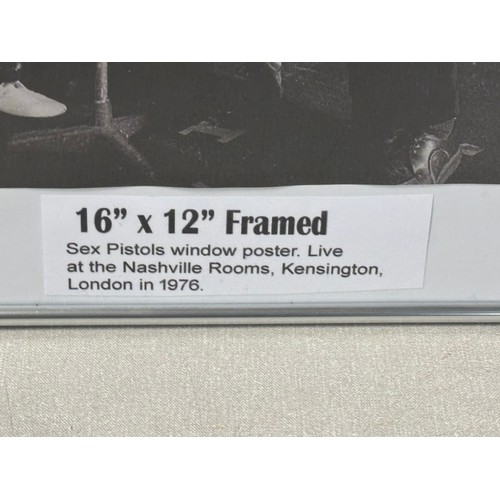 16” x 12” Framed
Sex Pistols window poster. Live
at the Nashville Rooms, Kensington,
London in 1976.